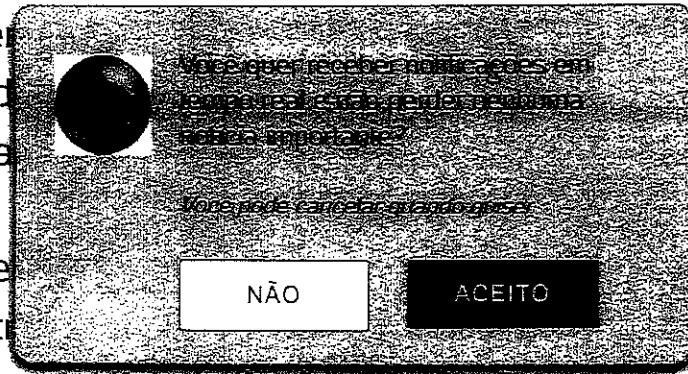 Você quer receber notificações em
tempo real e não perder nenhuma
notícia importante?
Você pode cancelar quando quiser
NÃO
ACEITO